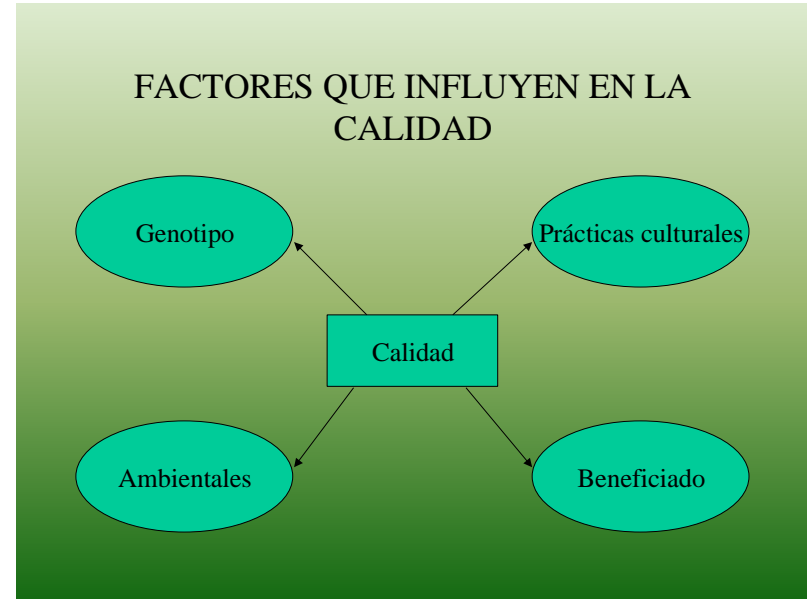 FACTORES QUE INFLUYEN EN LA
CALIDAD
Genotipo
Prácticas culturales
Calidad
Ambientales
Beneficiado